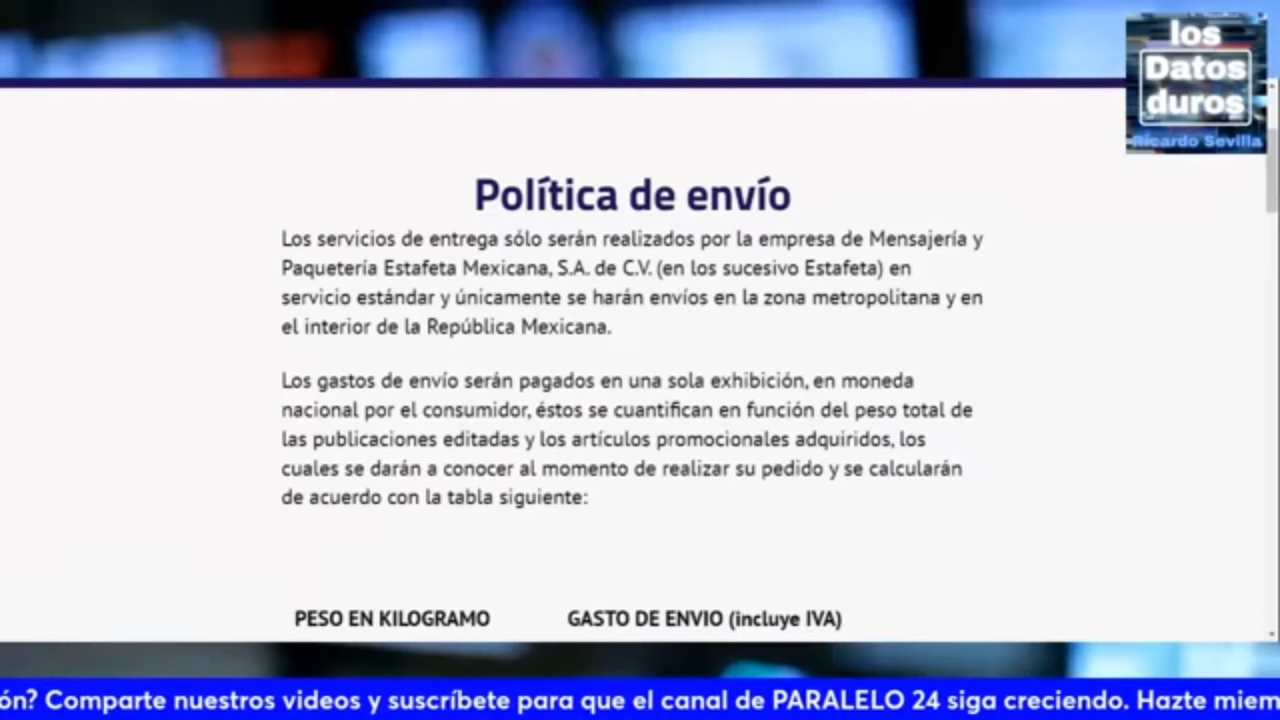 los
Datos
duros
Ricardo Sevilla
Política de envío
Los servicios de entrega sólo serán realizados por la empresa de Mensajería y
Paquetería Estafeta Mexicana, S.A. de C.V. (en los sucesivo Estafeta) en
servicio estándar y únicamente se harán envíos en la zona metropolitana y en
el interior de la República Mexicana.
Los gastos de envío serán pagados en una sola exhibición, en moneda
nacional por el consumidor, éstos se cuantifican en función del peso total de
las publicaciones editadas y los artículos promocionales adquiridos, los
cuales se darán a conocer al momento de realizar su pedido y se calcularán
de acuerdo con la tabla siguiente:
PESO EN KILOGRAMO GASTO DE ENVIO (incluye IVA)
ón? Comparte nuestros videos y suscríbete para que el canal de PARALELO 24 siga creciendo. Hazte miem